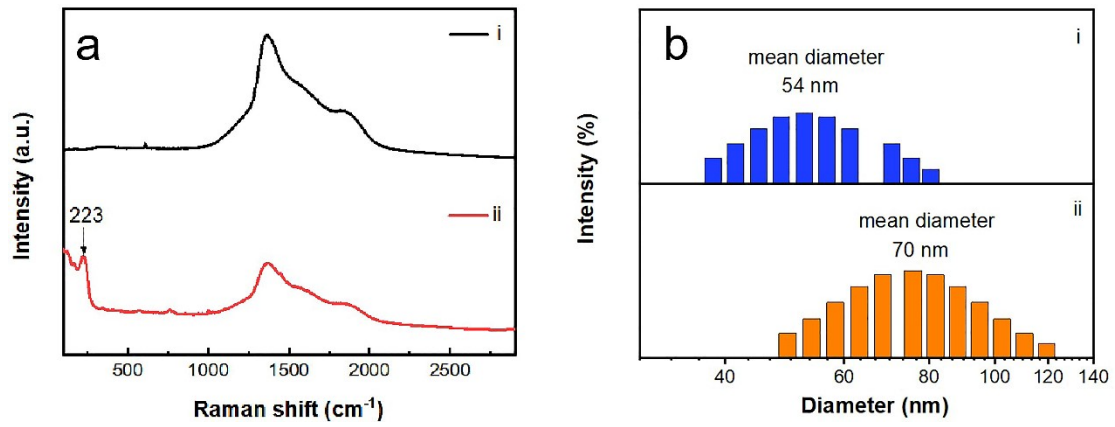 a
i
ii
223
Intensity (a.u.)
500 1000 1500 2000 2500
Raman shift (cm⁻¹)
b
i
mean diameter
54 nm
ii
mean diameter
70 nm
Intensity (%)
40 60 80 100 120 140
Diameter (nm)